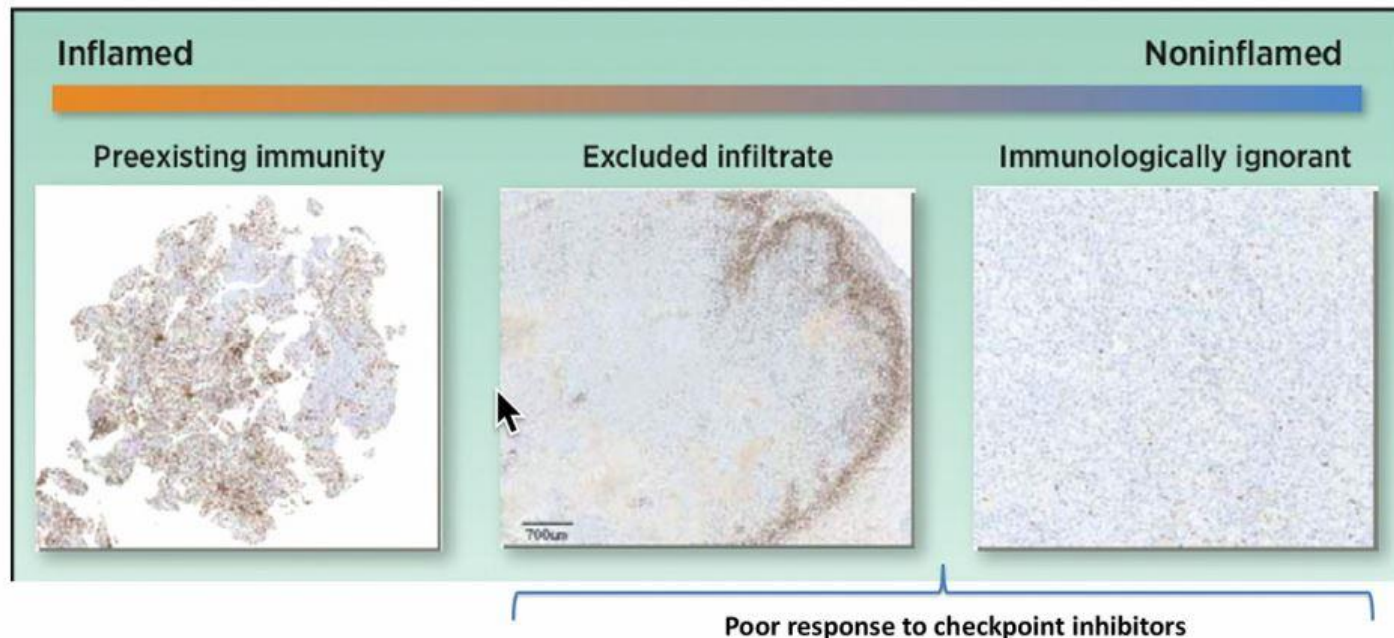 Inflamed
Noninflamed
Preexisting immunity
Excluded infiltrate
Immunologically ignorant
700um
Poor response to checkpoint inhibitors